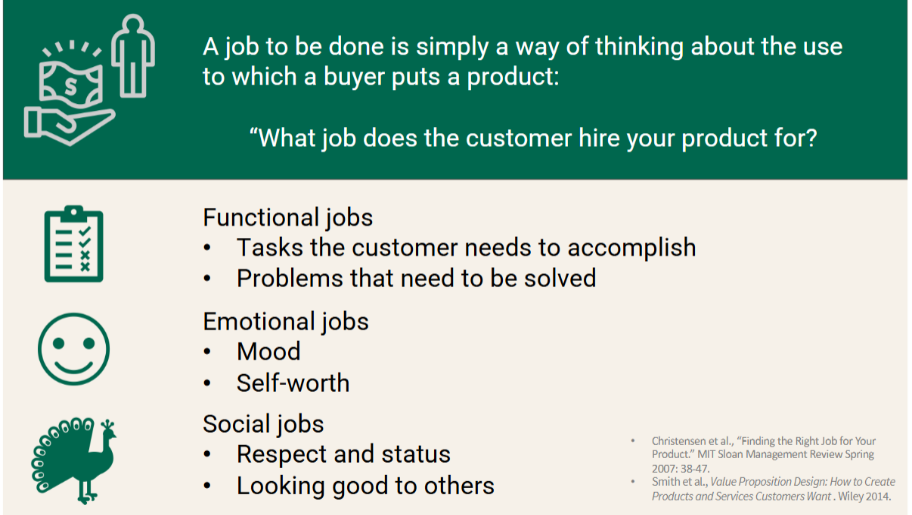 A job to be done is simply a way of thinking about the use
to which a buyer puts a product:
“What job does the customer hire your product for?
Functional jobs
• Tasks the customer needs to accomplish
• Problems that need to be solved
Emotional jobs
• Mood
• Self-worth
Social jobs
• Respect and status
• Looking good to others
• Christensen et al., “Finding the Right Job for Your
Product.” MIT Sloan Management Review Spring
2007: 38-47.
• Smith et al., Value Proposition Design: How to Create
Products and Services Customers Want . Wiley 2014.
$